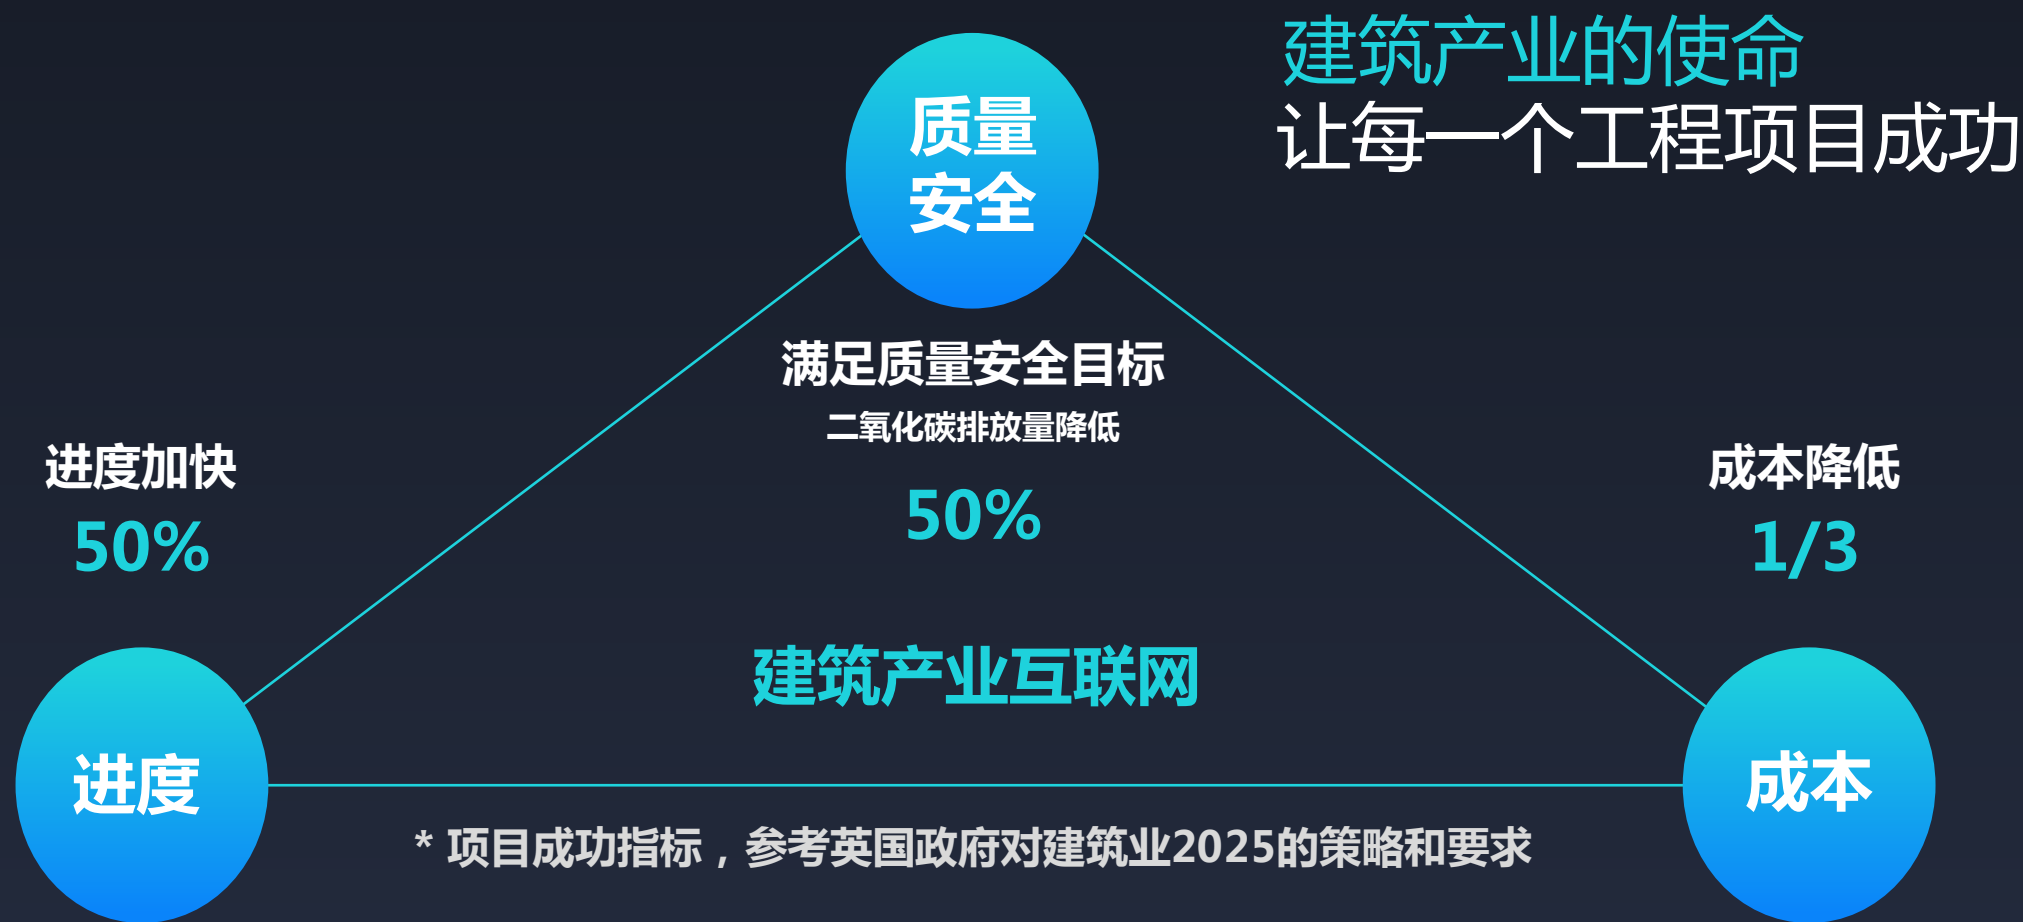 建筑产业的使命
让每一个工程项目成功
质量
安全
满足质量安全目标
二氧化碳排放量降低
50%
进度加快
50%
成本降低
1/3
建筑产业互联网
进度
成本
* 项目成功指标，参考英国政府对建筑业2025的策略和要求